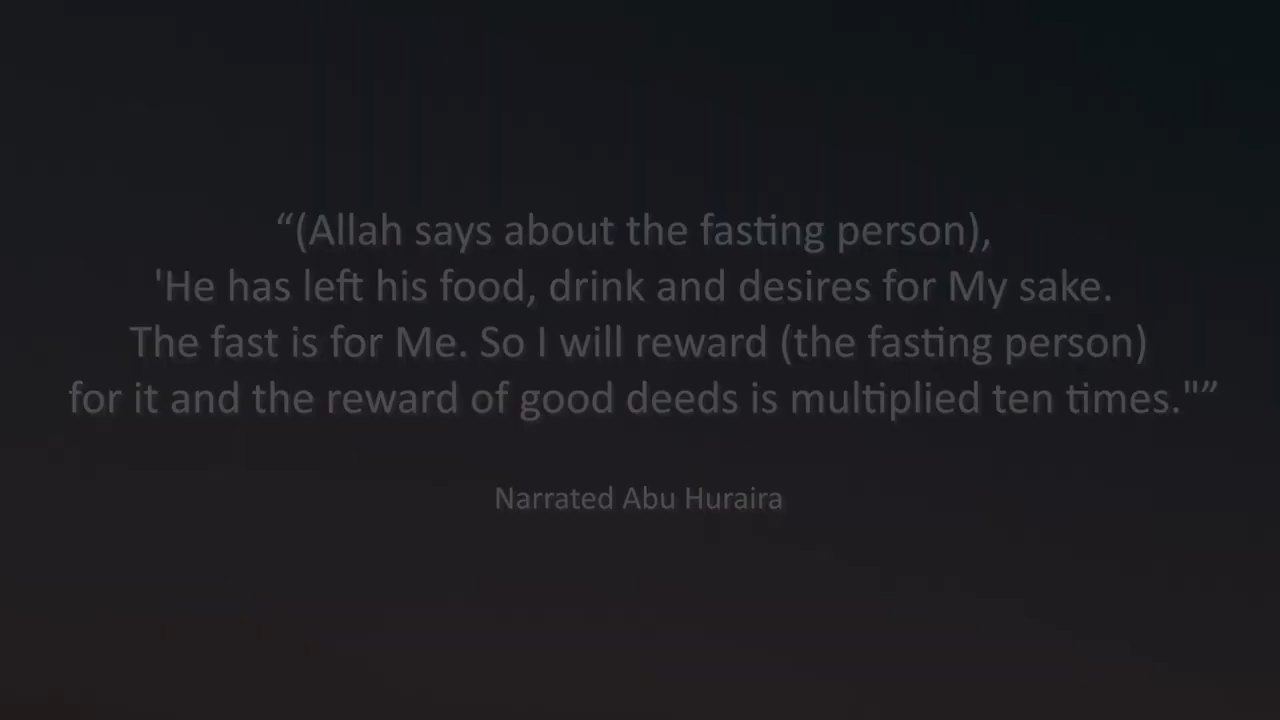 “(Allah says about the fasting person),
'He has left his food, drink and desires for My sake.
The fast is for Me. So I will reward (the fasting person)
for it and the reward of good deeds is multiplied ten times."”
Narrated Abu Huraira